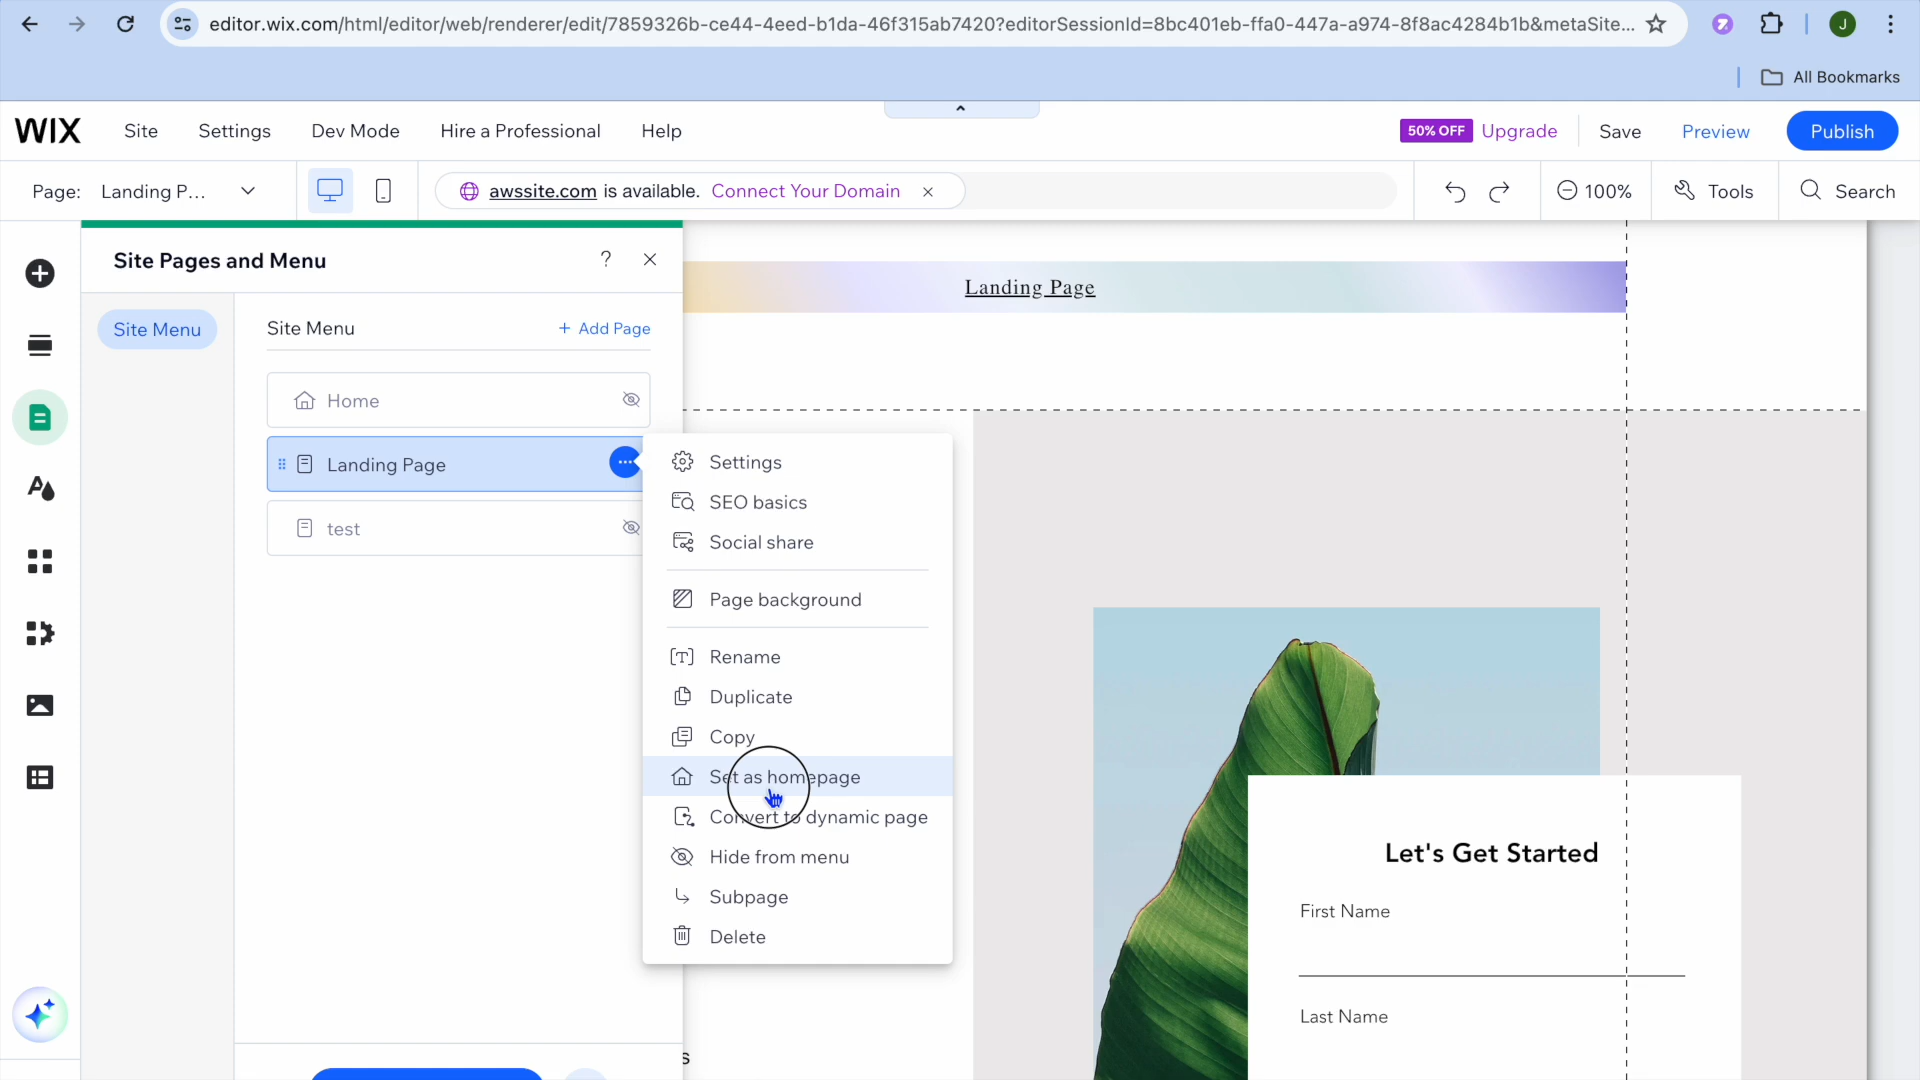 editor.wix.com/html/editor/web/renderer/edit/7859326b-ce44-4eed-b1da-46f315ab7420?editorSessionId=8bc401eb-ffa0-447a-a974-8f8ac4284b1b&metaSite...
J
All Bookmarks
WIX Site Settings Dev Mode Hire a Professional Help 50% OFF Upgrade Save Preview Publish
Page: Landing P... awssite.com is available. Connect Your Domain 100% Tools Search
Site Pages and Menu ?
Landing Page
Site Menu
Site Menu + Add Page
Home
Landing Page
test
Settings
SEO basics
Social share
Page background
Rename
Duplicate
Copy
Set as homepage
Convert to dynamic page
Hide from menu
Subpage
Delete
Let's Get Started
First Name
Last Name
s